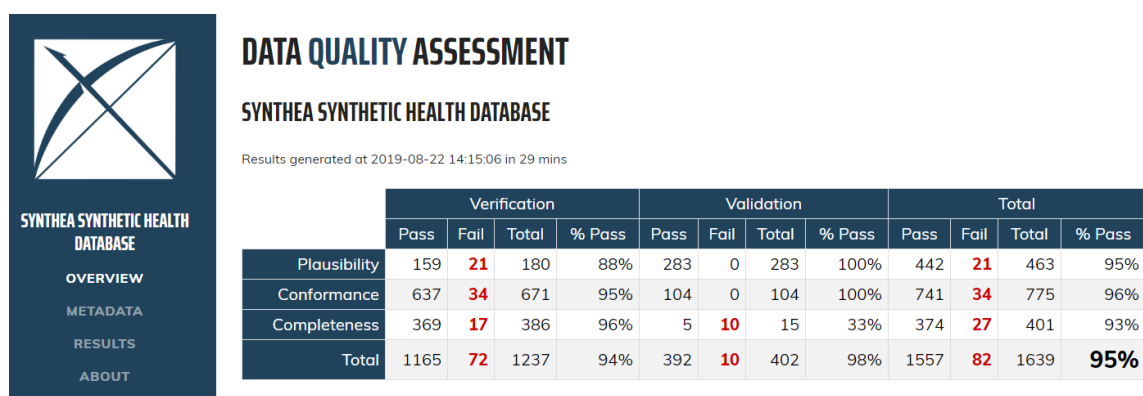 DATA QUALITY ASSESSMENT
SYNTHEA SYNTHETIC HEALTH DATABASE
Results generated at 2019-08-22 14:15:06 in 29 mins
SYNTHEA SYNTHETIC HEALTH
DATABASE
OVERVIEW
METADATA
RESULTS
ABOUT
Verification Validation Total
Pass Fail Total % Pass Pass Fail Total % Pass Pass Fail Total % Pass
Plausibility 159 21 180 88% 283 0 283 100% 442 21 463 95%
Conformance 637 34 671 95% 104 0 104 100% 741 34 775 96%
Completeness 369 17 386 96% 5 10 15 33% 374 27 401 93%
Total 1165 72 1237 94% 392 10 402 98% 1557 82 1639 95%